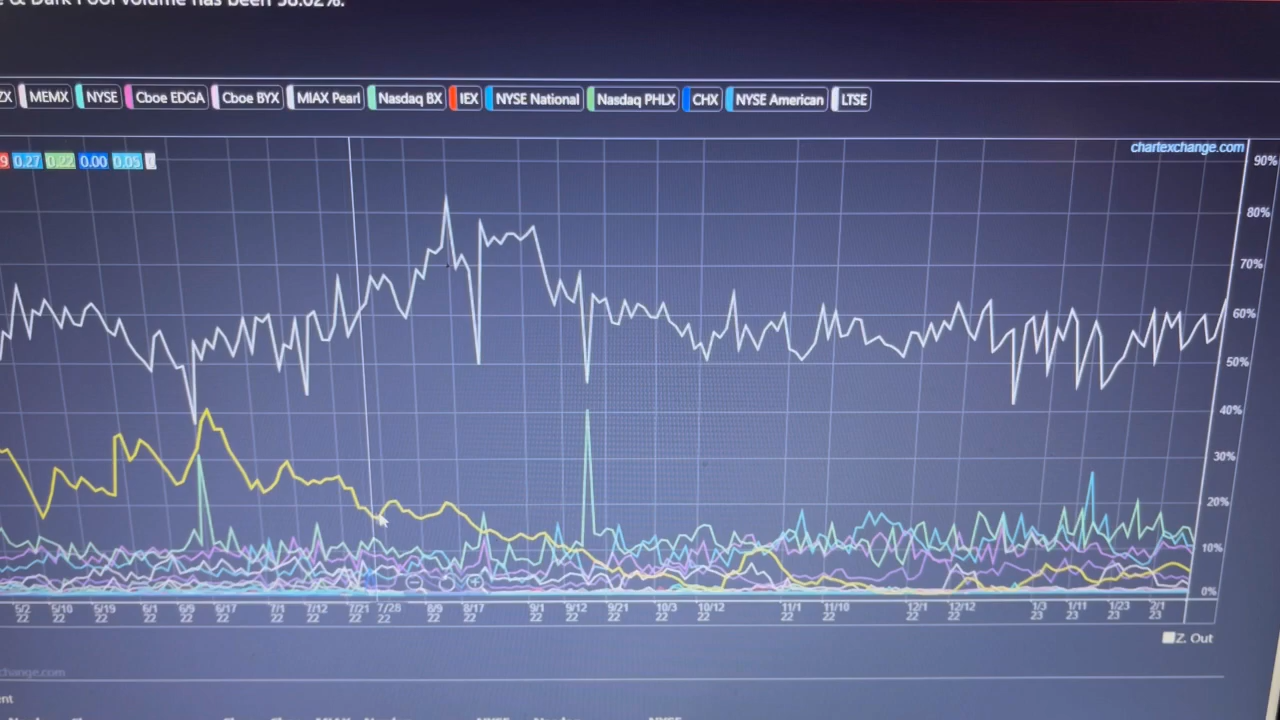 & Dark Pool volume has been 58.02%.
ZX MEMX NYSE Cboe EDGA Cboe BYX MIAX Pearl Nasdaq BX IEX NYSE National Nasdaq PHLX CHX NYSE American LTSE
9 0.27 0.22 0.00 0.05 0
chartexchange.com
90%
80%
70%
60%
50%
40%
30%
20%
10%
0%
5/2 5/10 5/19 6/1 6/9 6/17 7/1 7/12 7/21 7/28 8/9 8/17 9/1 9/12 9/21 10/3 10/12 11/1 11/10 12/1 12/12 1/3 1/11 1/23 2/1
22 22 22 22 22 22 22 22 22 22 22 22 22 22 22 22 22 22 22 22 22 23 23 23 23
Z. Out
change.com
ent